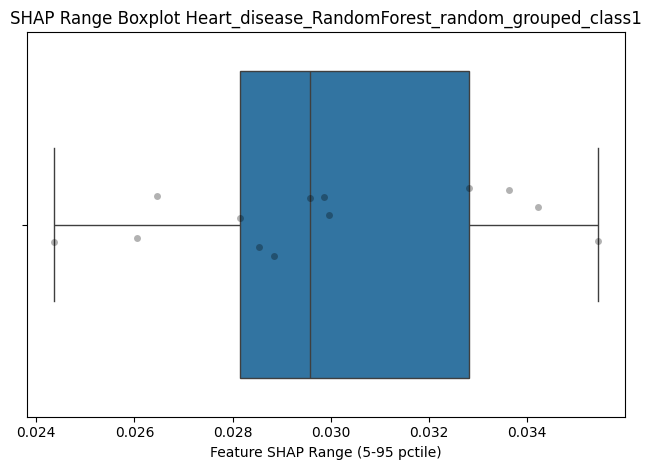 SHAP Range Boxplot Heart_disease_RandomForest_random_grouped_class1
0.024 0.026 0.028 0.030 0.032 0.034
Feature SHAP Range (5-95 pctile)